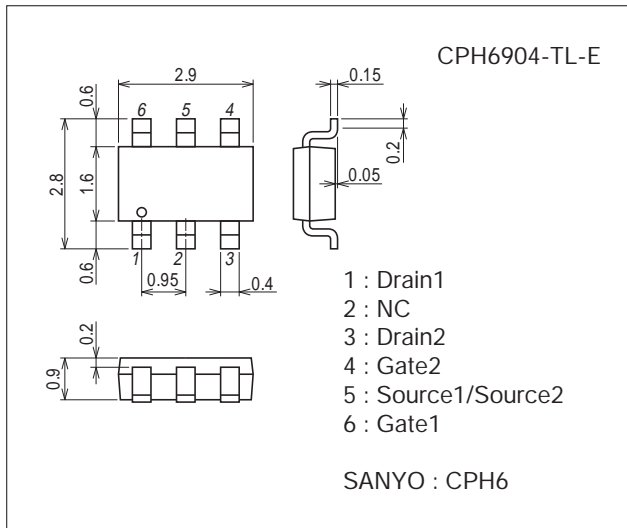 CPH6904-TL-E
2.9
0.15
0.6
6 5 4
0.2
2.8
1.6
0.05
0.6
1 2 3
0.95
0.4
0.2
0.9
1 : Drain1
2 : NC
3 : Drain2
4 : Gate2
5 : Source1/Source2
6 : Gate1
SANYO : CPH6